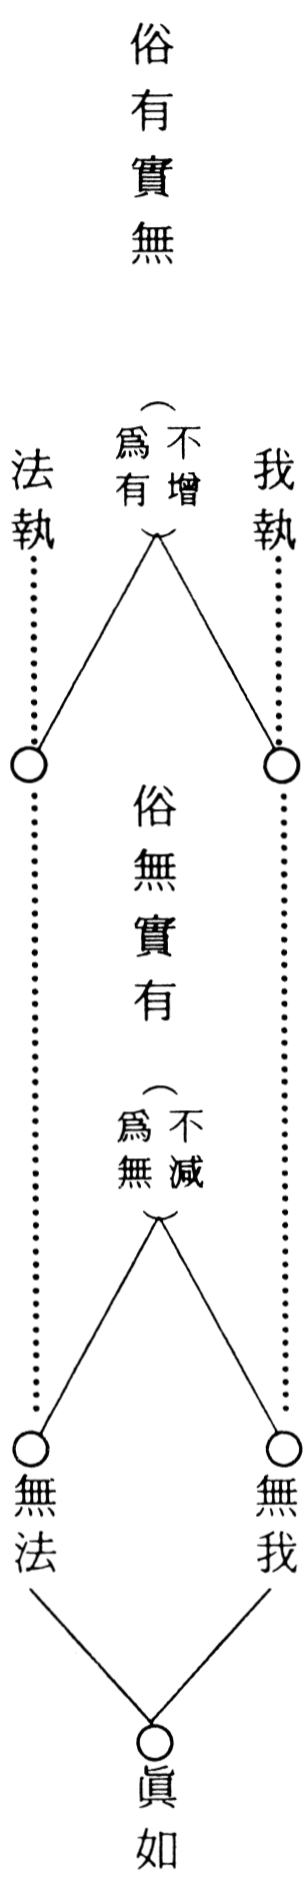 俗有實無
（不增
爲有）
我執
法執
俗無實有
（不減
爲無）
無我
無法
眞如